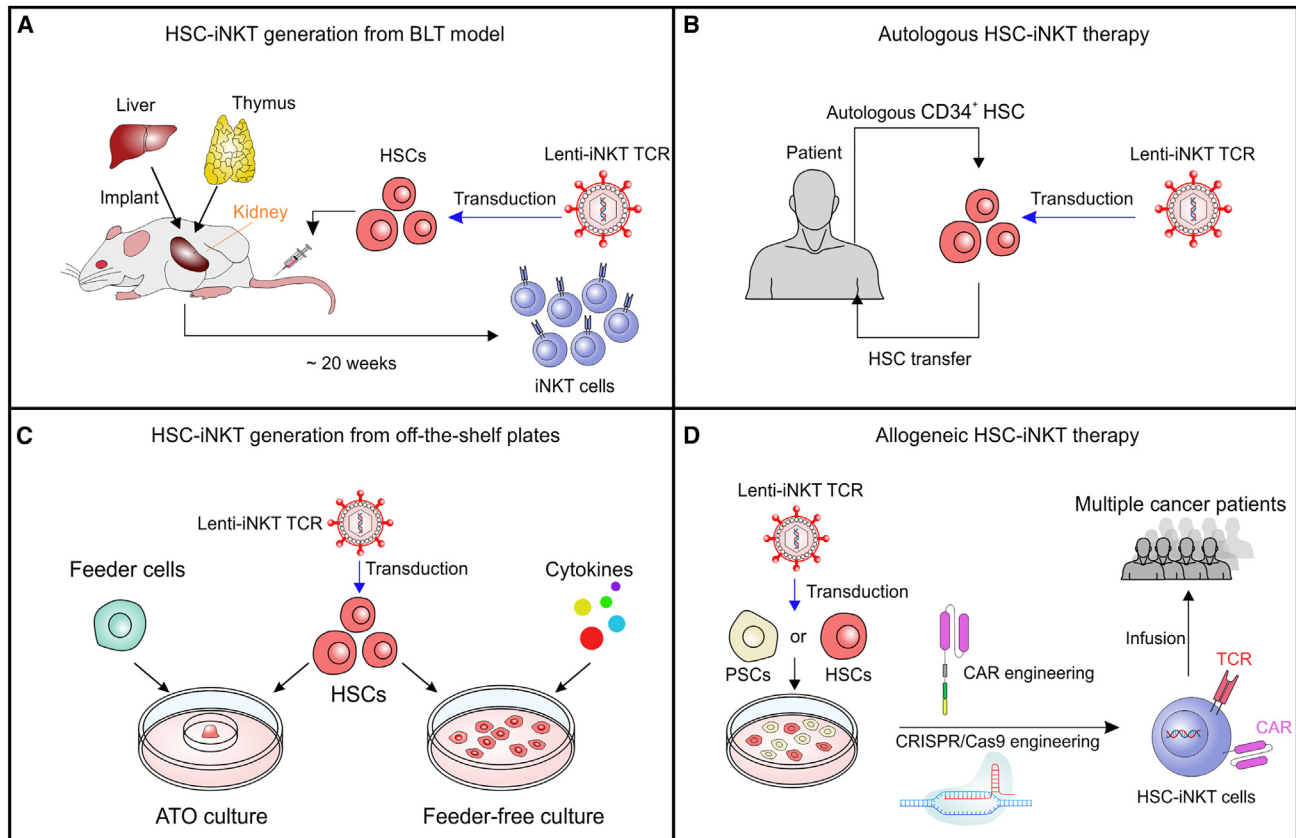 A
HSC-iNKT generation from BLT model
Liver
Thymus
HSCs
Lenti-iNKT TCR
Implant
Kidney
Transduction
~ 20 weeks
iNKT cells
B
Autologous HSC-iNKT therapy
Autologous CD34⁺ HSC
Patient
Lenti-iNKT TCR
Transduction
HSC transfer
C
HSC-iNKT generation from off-the-shelf plates
Lenti-iNKT TCR
Transduction
Feeder cells
Cytokines
HSCs
ATO culture
Feeder-free culture
D
Allogeneic HSC-iNKT therapy
Lenti-iNKT TCR
Multiple cancer patients
Transduction
or
PSCs
HSCs
CAR engineering
CRISPR/Cas9 engineering
Infusion
TCR
CAR
HSC-iNKT cells